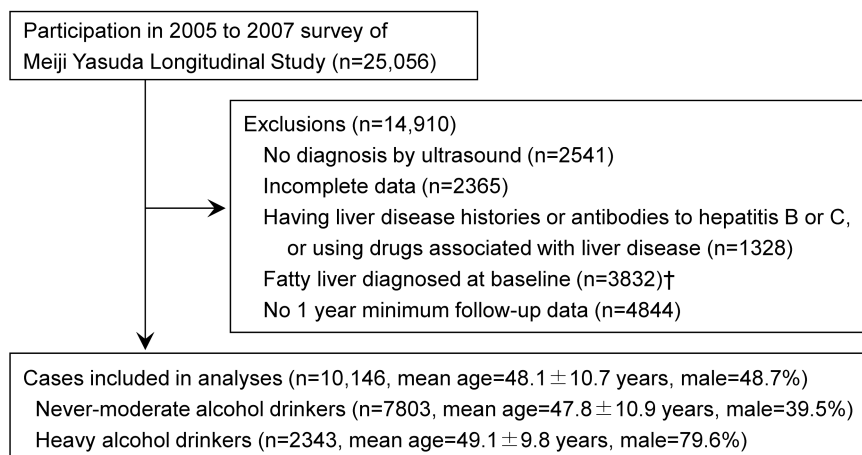 Participation in 2005 to 2007 survey of
Meiji Yasuda Longitudinal Study (n=25,056)
Exclusions (n=14,910)
No diagnosis by ultrasound (n=2541)
Incomplete data (n=2365)
Having liver disease histories or antibodies to hepatitis B or C,
or using drugs associated with liver disease (n=1328)
Fatty liver diagnosed at baseline (n=3832)†
No 1 year minimum follow-up data (n=4844)
Cases included in analyses (n=10,146, mean age=48.1±10.7 years, male=48.7%)
Never-moderate alcohol drinkers (n=7803, mean age=47.8±10.9 years, male=39.5%)
Heavy alcohol drinkers (n=2343, mean age=49.1±9.8 years, male=79.6%)